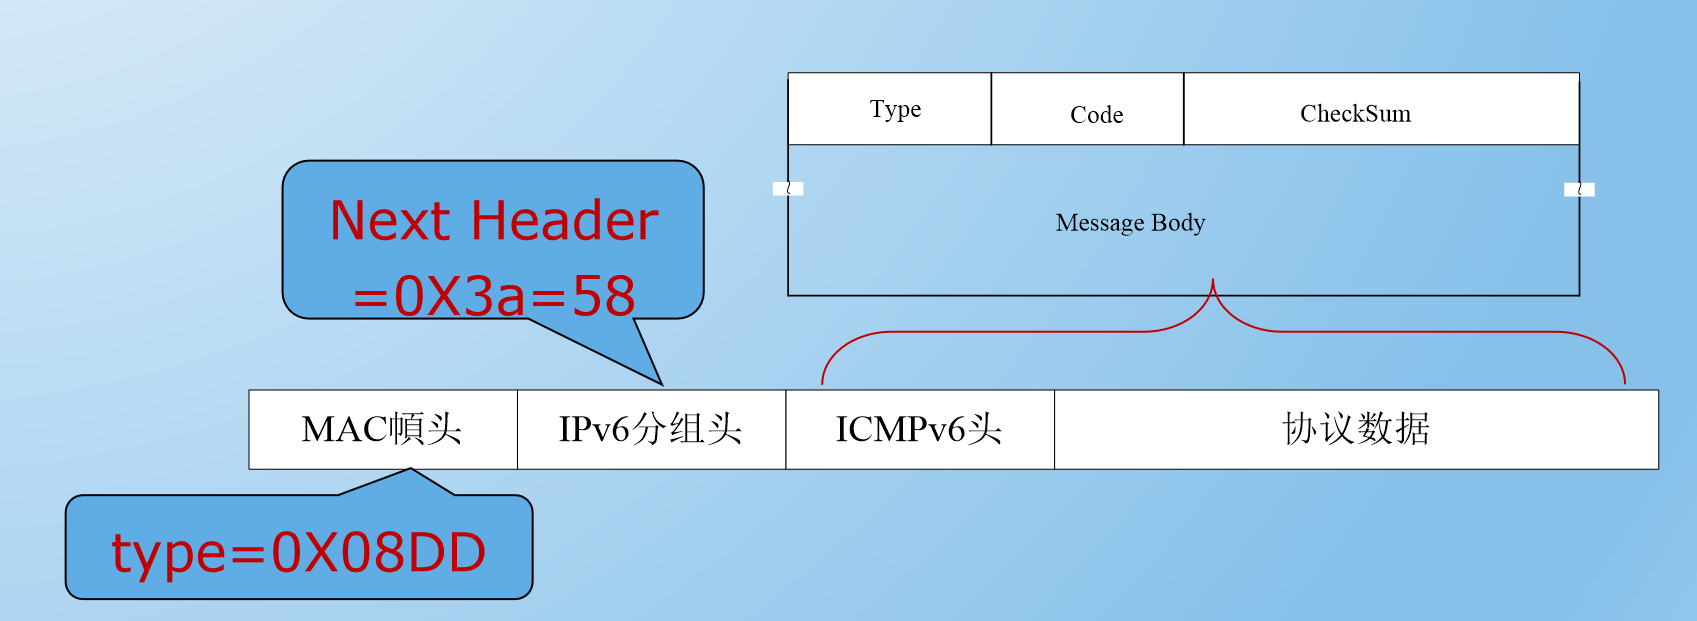 Type
Code
CheckSum
Message Body
Next Header
=0X3a=58
MAC幀头
IPv6分组头
ICMPv6头
协议数据
type=0X08DD